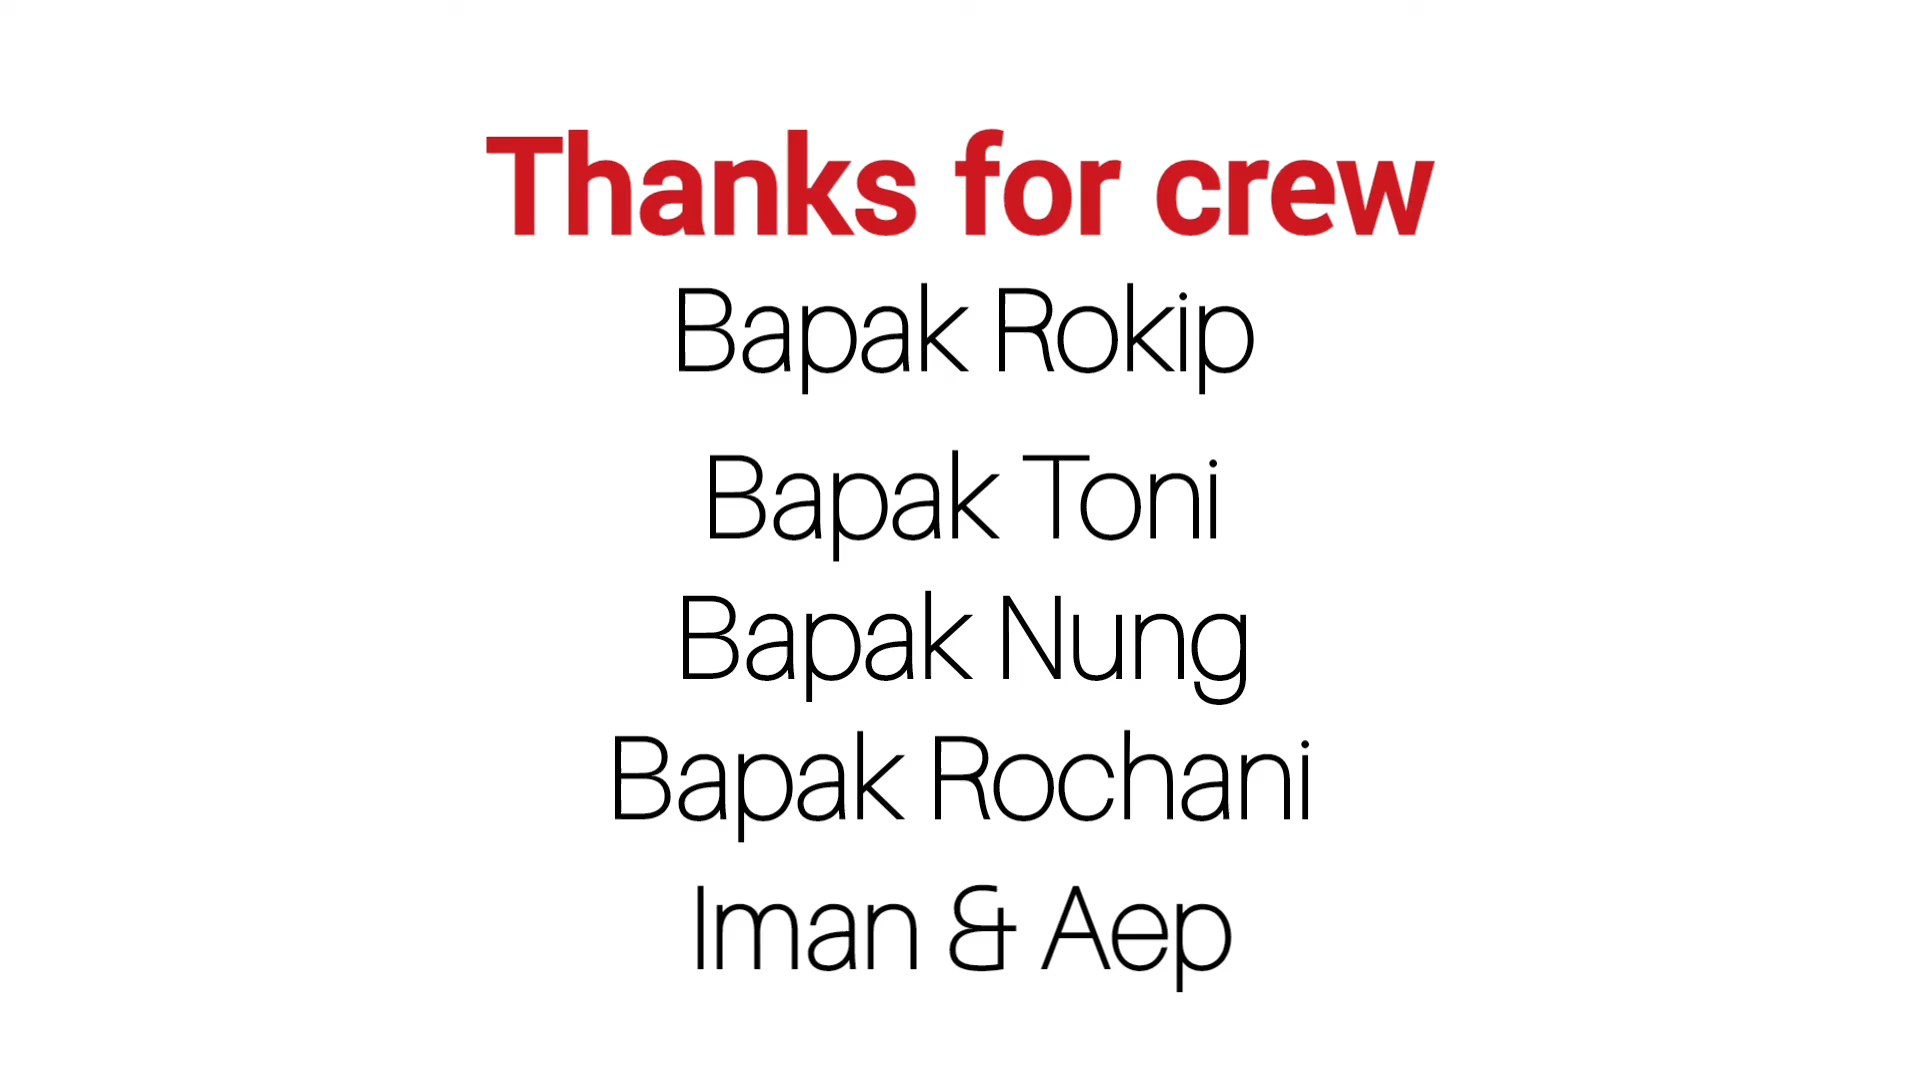 Thanks for crew
Bapak Rokip
Bapak Toni
Bapak Nung
Bapak Rochani
Iman & Aep